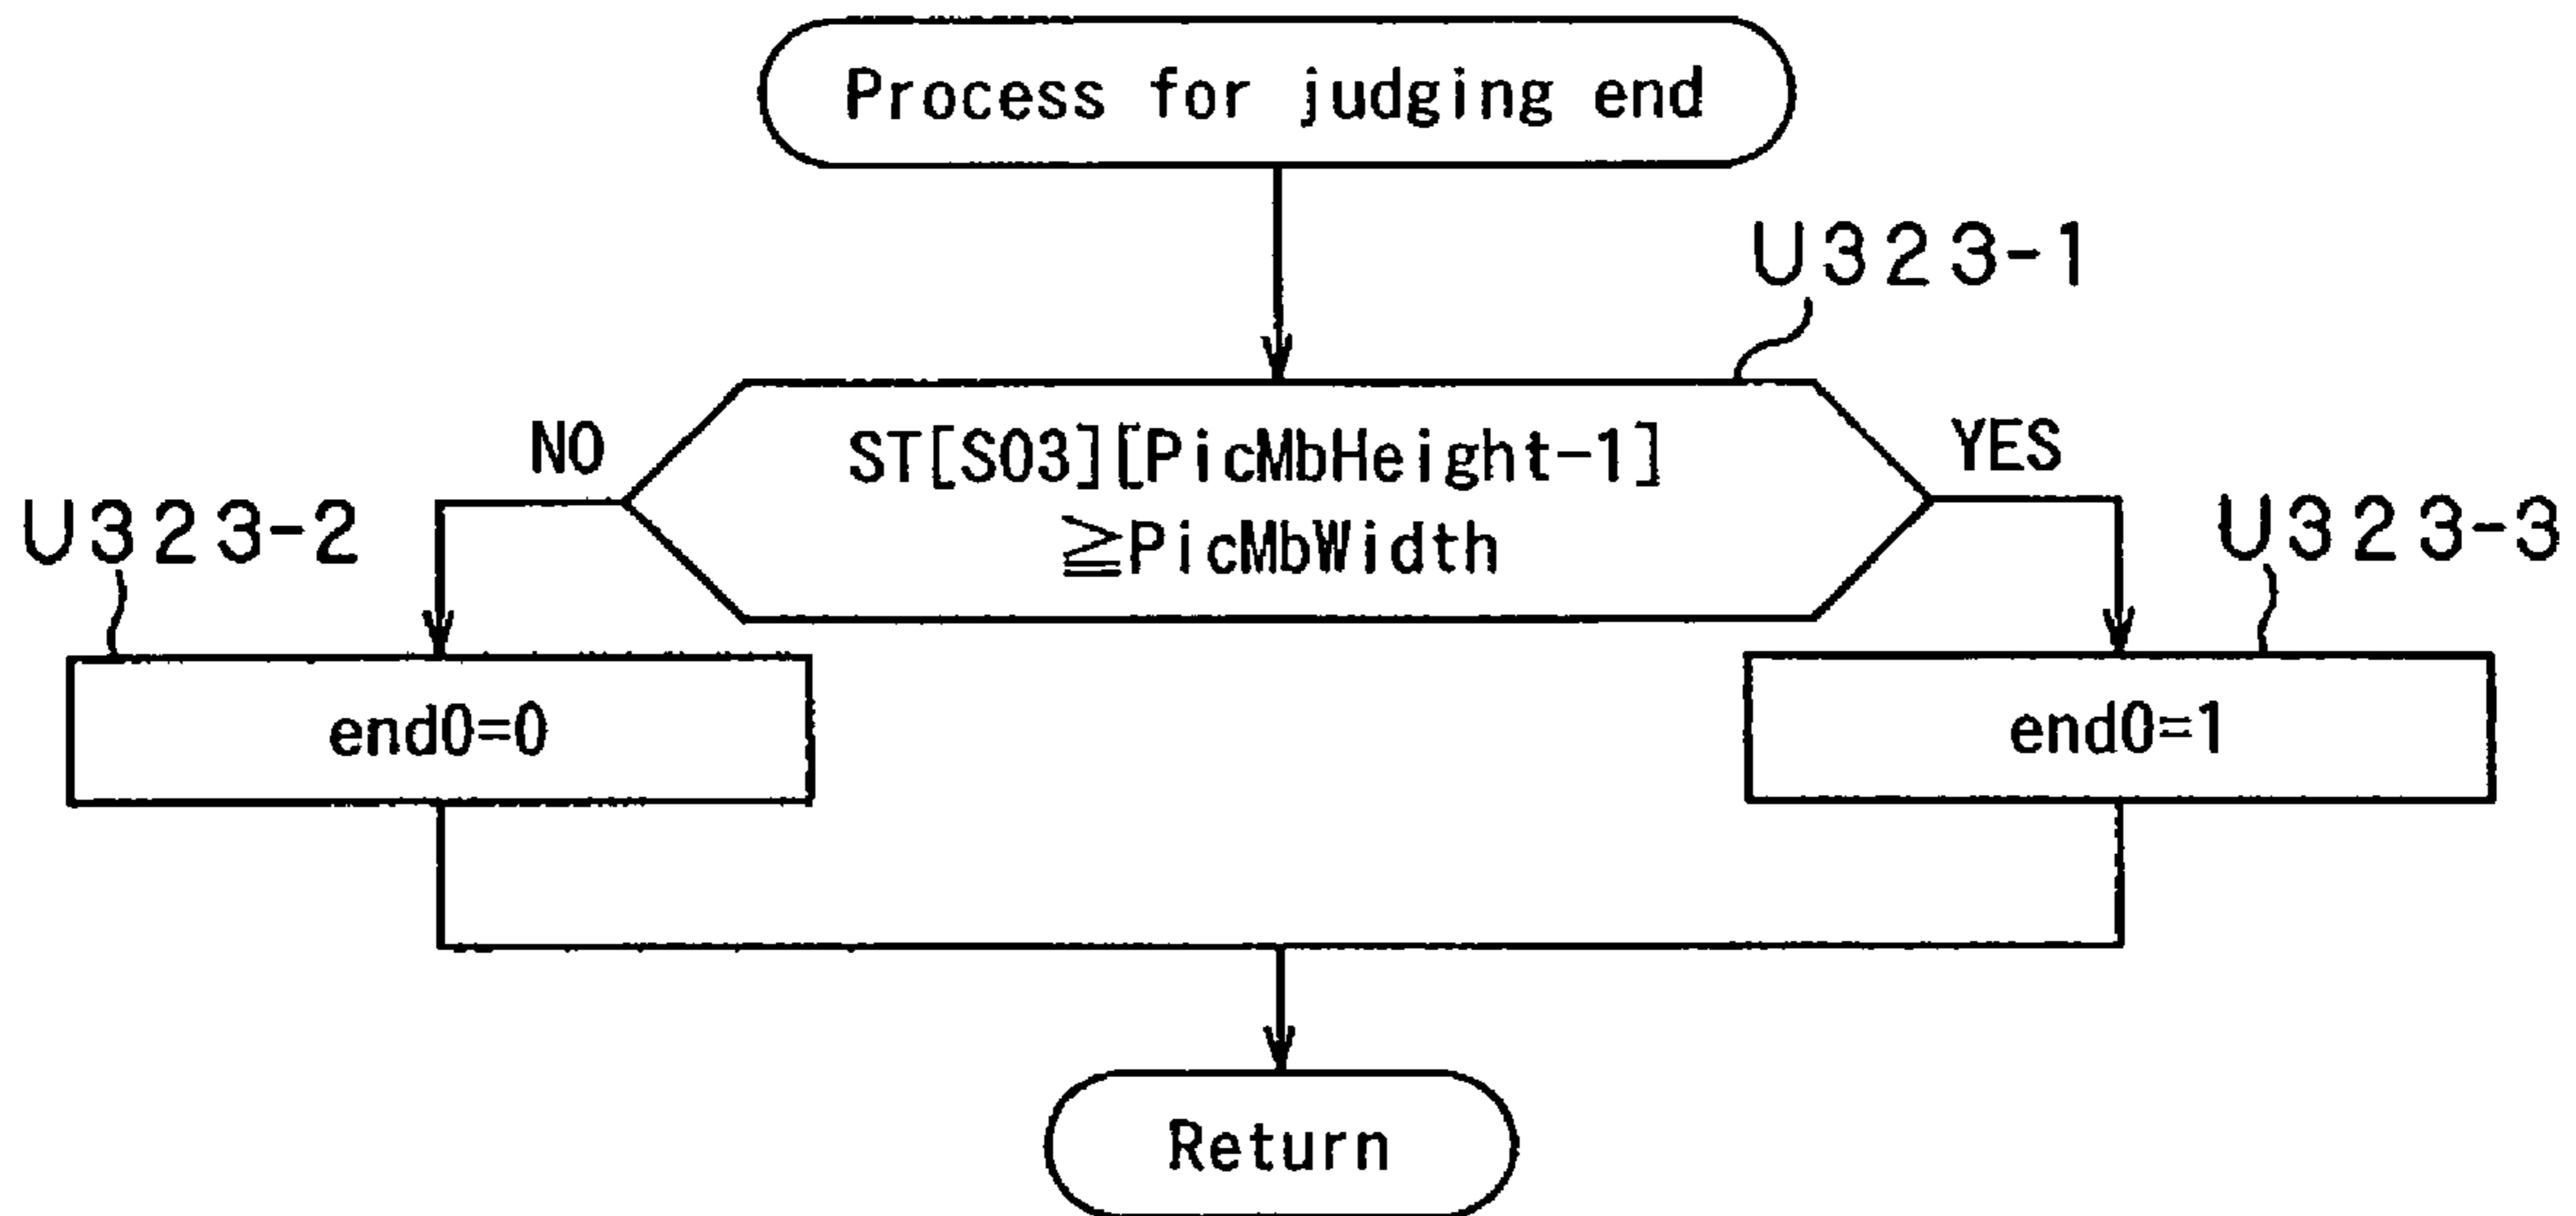 Process for judging end
U323-1
NO
ST[S03][PicMbHeight-1]
≧PicMbWidth
YES
U323-2
U323-3
end0=0
end0=1
Return